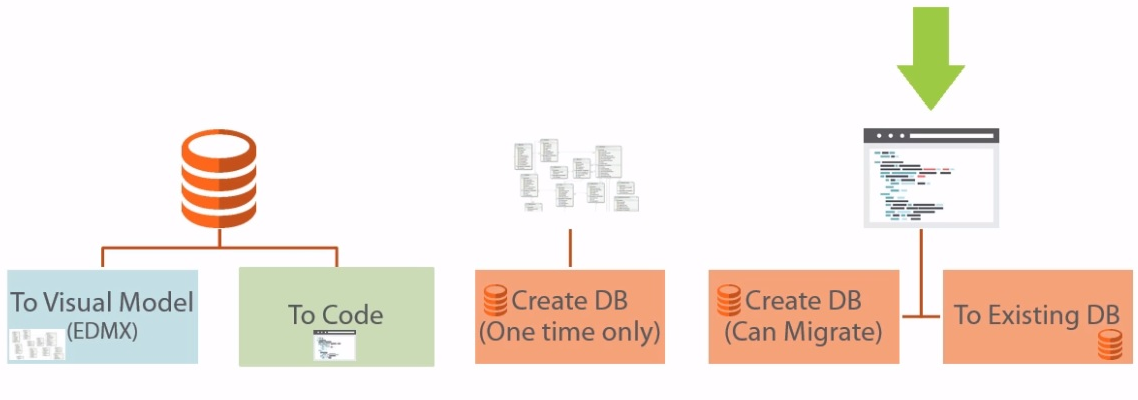 To Visual Model
(EDMX)
To Code
Create DB
(One time only)
Create DB
(Can Migrate)
To Existing DB